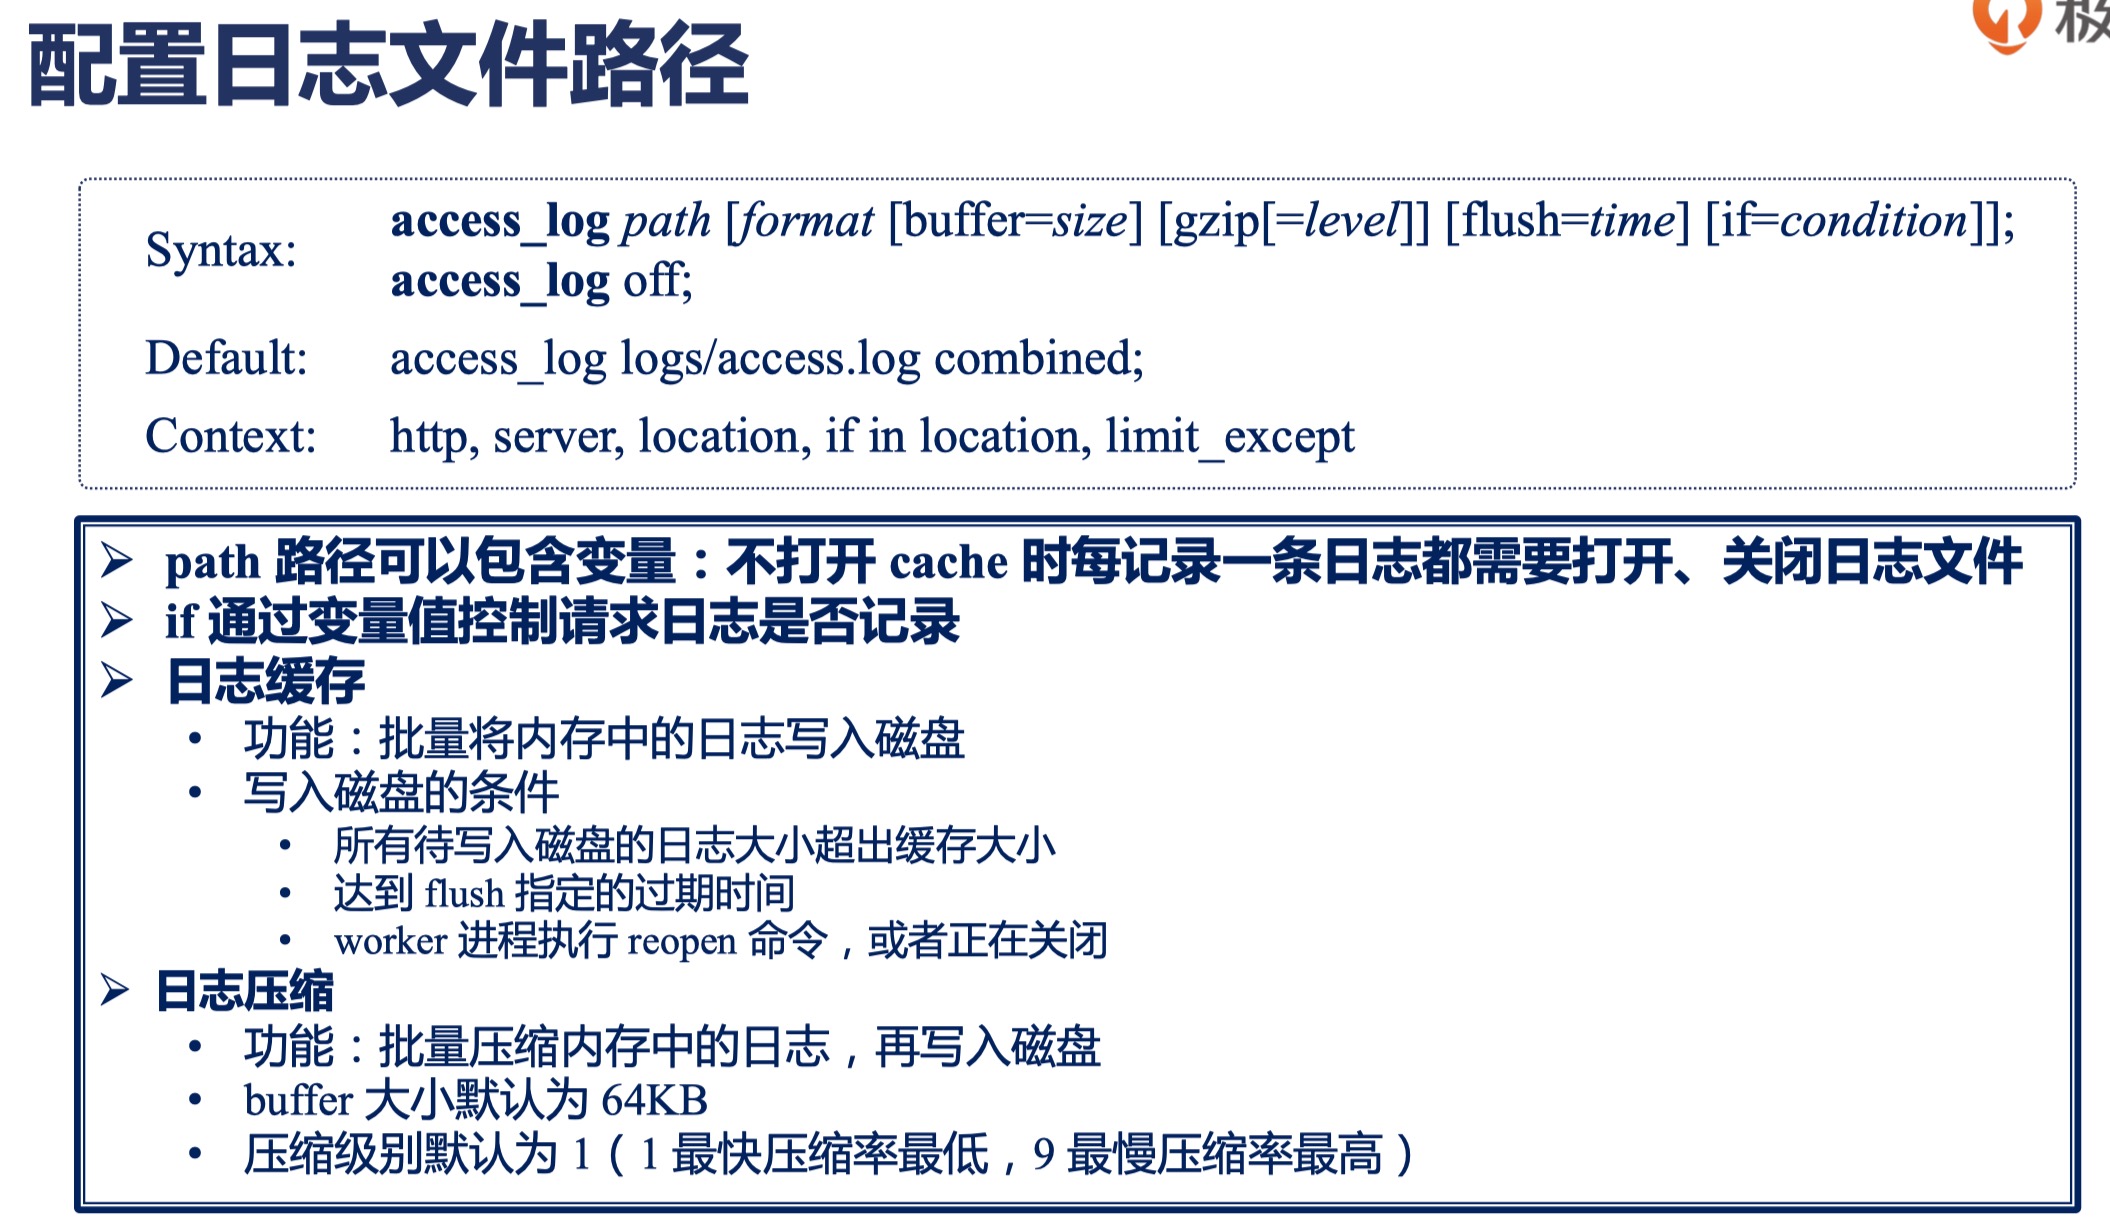 配置日志文件路径
极
Syntax: access_log path [format [buffer=size] [gzip[=level]] [flush=time] [if=condition]];
access_log off;
Default: access_log logs/access.log combined;
Context: http, server, location, if in location, limit_except
➢ path 路径可以包含变量：不打开 cache 时每记录一条日志都需要打开、关闭日志文件
➢ if 通过变量值控制请求日志是否记录
➢ 日志缓存
• 功能：批量将内存中的日志写入磁盘
• 写入磁盘的条件
• 所有待写入磁盘的日志大小超出缓存大小
• 达到 flush 指定的过期时间
• worker 进程执行 reopen 命令，或者正在关闭
➢ 日志压缩
• 功能：批量压缩内存中的日志，再写入磁盘
• buffer 大小默认为 64KB
• 压缩级别默认为 1（1 最快压缩率最低，9 最慢压缩率最高）